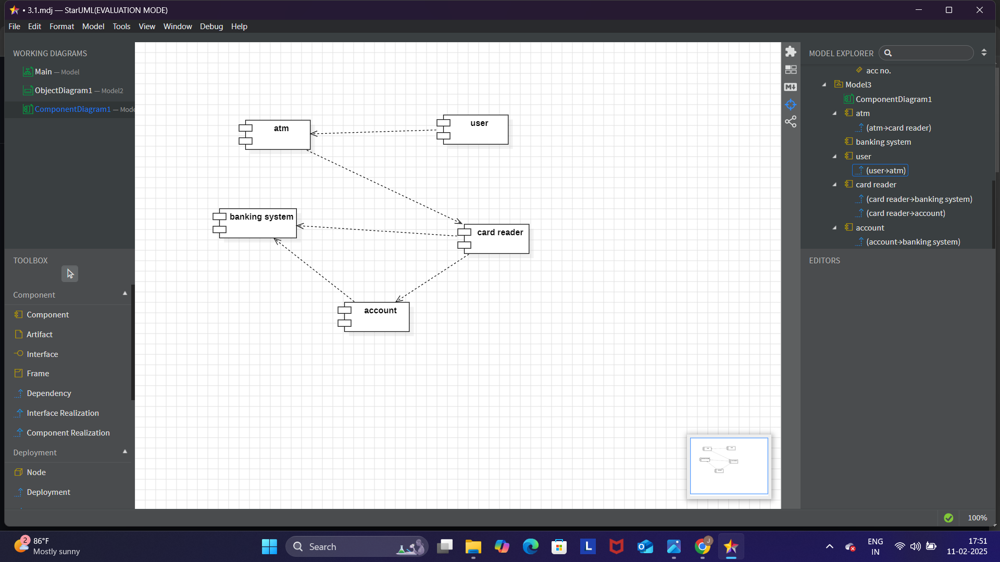 • 3.1.mdj — StarUML(EVALUATION MODE)
File Edit Format Model Tools View Window Debug Help
WORKING DIAGRAMS
Main — Model
ObjectDiagram1 — Model2
ComponentDiagram1 — Mode
TOOLBOX
Component
Component
Artifact
Interface
Frame
Dependency
Interface Realization
Component Realization
Deployment
Node
Deployment
atm
user
banking system
card reader
account
M
MODEL EXPLORER
acc no.
Model3
ComponentDiagram1
atm
(atm→card reader)
banking system
user
(user→atm)
card reader
(card reader→banking system)
(card reader→account)
account
(account→banking system)
EDITORS
100%
2
86°F
Mostly sunny
Search
L
J
ENG
IN
17:51
11-02-2025